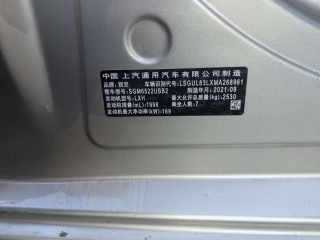 中国 上汽通用汽车有限公司制造
品牌: 别克 车辆识别代号: LSGUL83LXMA268961
整车型号: SGM6522UBB2 制造年月: 2021-09
发动机型号: LXH 最大允许总质量(kg): 2530
发动机排量(mL): 1998 乘坐人数: 7
发动机最大净功率(kW): 169